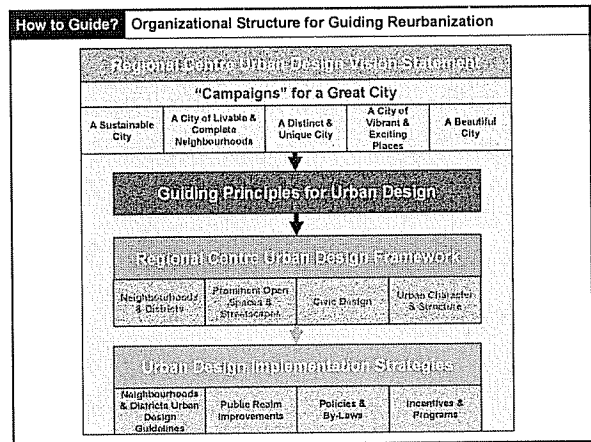 How to Guide? Organizational Structure for Guiding Reurbanization
Regional Centre Urban Design Vision Statement
"Campaigns" for a Great City
A Sustainable
City
A City of Livable &
Complete
Neighbourhoods
A Distinct &
Unique City
A City of
Vibrant &
Exciting
Places
A Beautiful
City
Guiding Principles for Urban Design
Regional Centre Urban Design Framework
Neighbourhoods
& Districts
Prominent Open
Spaces &
Streetscapes
Civic Design
Urban Character
& Structure
Urban Design Implementation Strategies
Neighbourhoods
& Districts Urban
Design
Guidelines
Public Realm
Improvements
Policies &
By-Laws
Incentives &
Programs